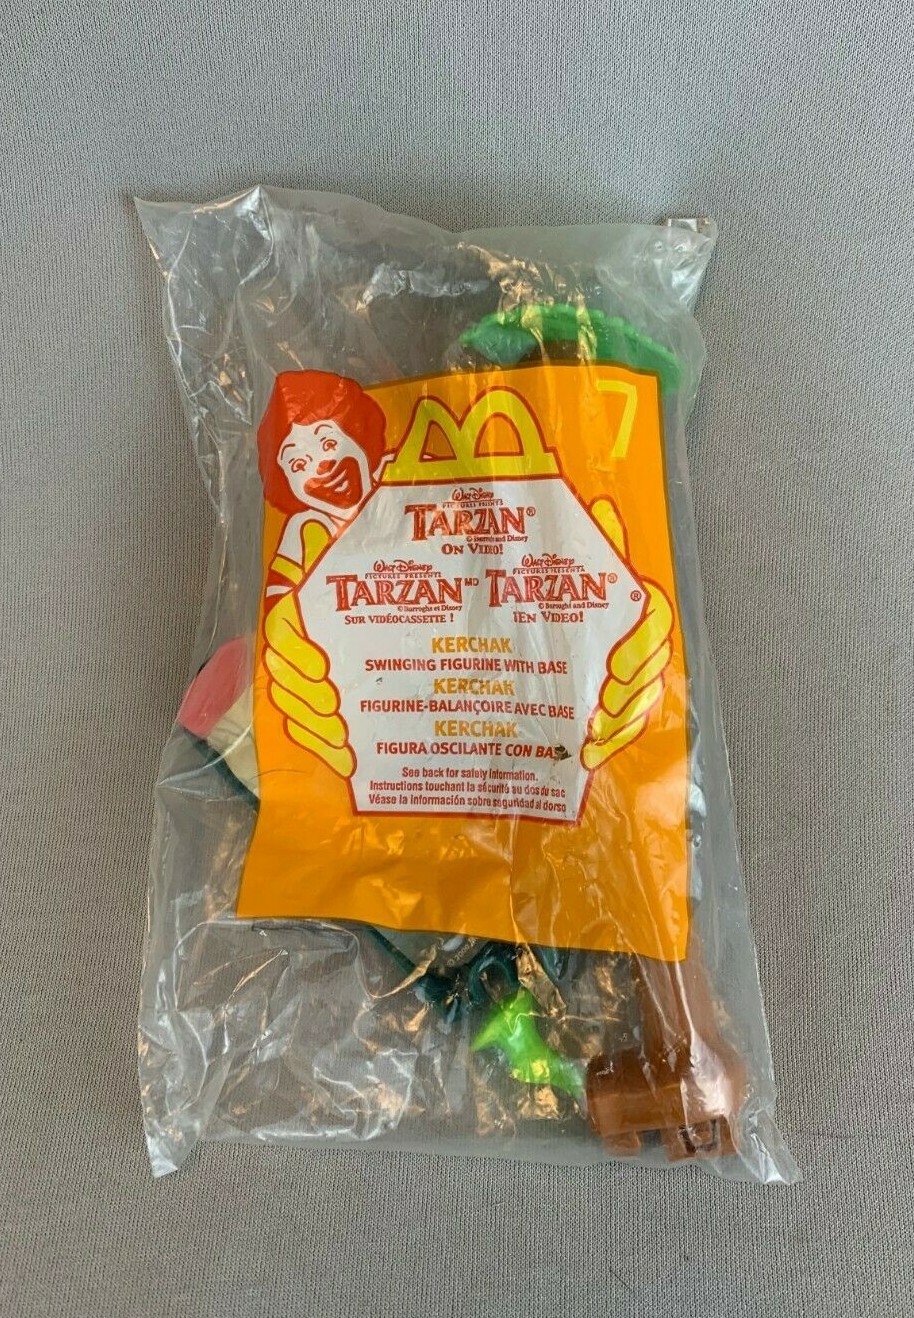 7
Walt Disney
PICTURES PRESENTS
TARZAN®
© Burroughs and Disney
ON VIDEO!
Walt Disney
PICTURES PRESENTS
TARZAN MD
© Burroughs et Disney
SUR VIDÉOCASSETTE !
Walt Disney
PICTURES PRESENTS
TARZAN®
© Burroughs and Disney
¡EN VIDEO!
®
KERCHAK
SWINGING FIGURINE WITH BASE
KERCHAK
FIGURINE-BALANÇOIRE AVEC BASE
KERCHAK
FIGURA OSCILANTE CON BASE
See back for safety information.
Instructions touchant la sécurité au dos du sac
Véase la información sobre seguridad al dorso